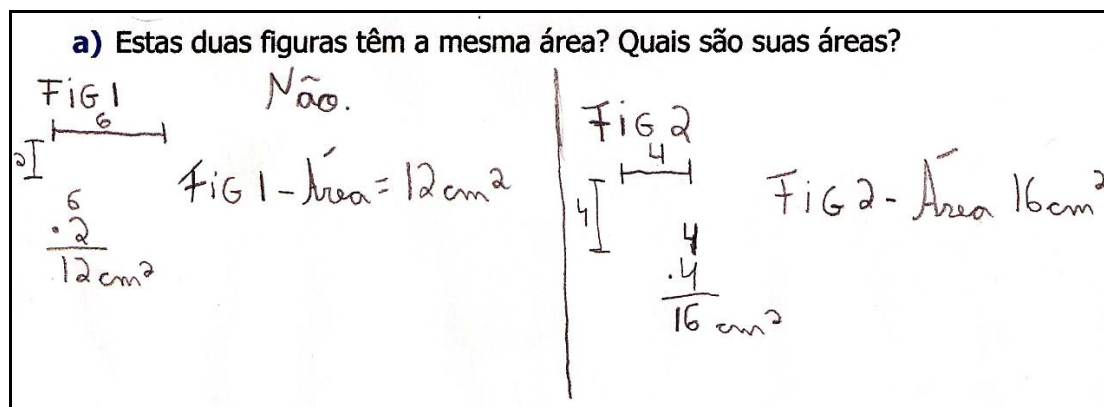 a) Estas duas figuras têm a mesma área? Quais são suas áreas?
Não.
FiG 1
6
2
6
.2
12 cm²
FiG 1 - Área = 12 cm²
FiG 2
4
4
4
.4
16 cm²
FiG 2 - Área 16 cm²